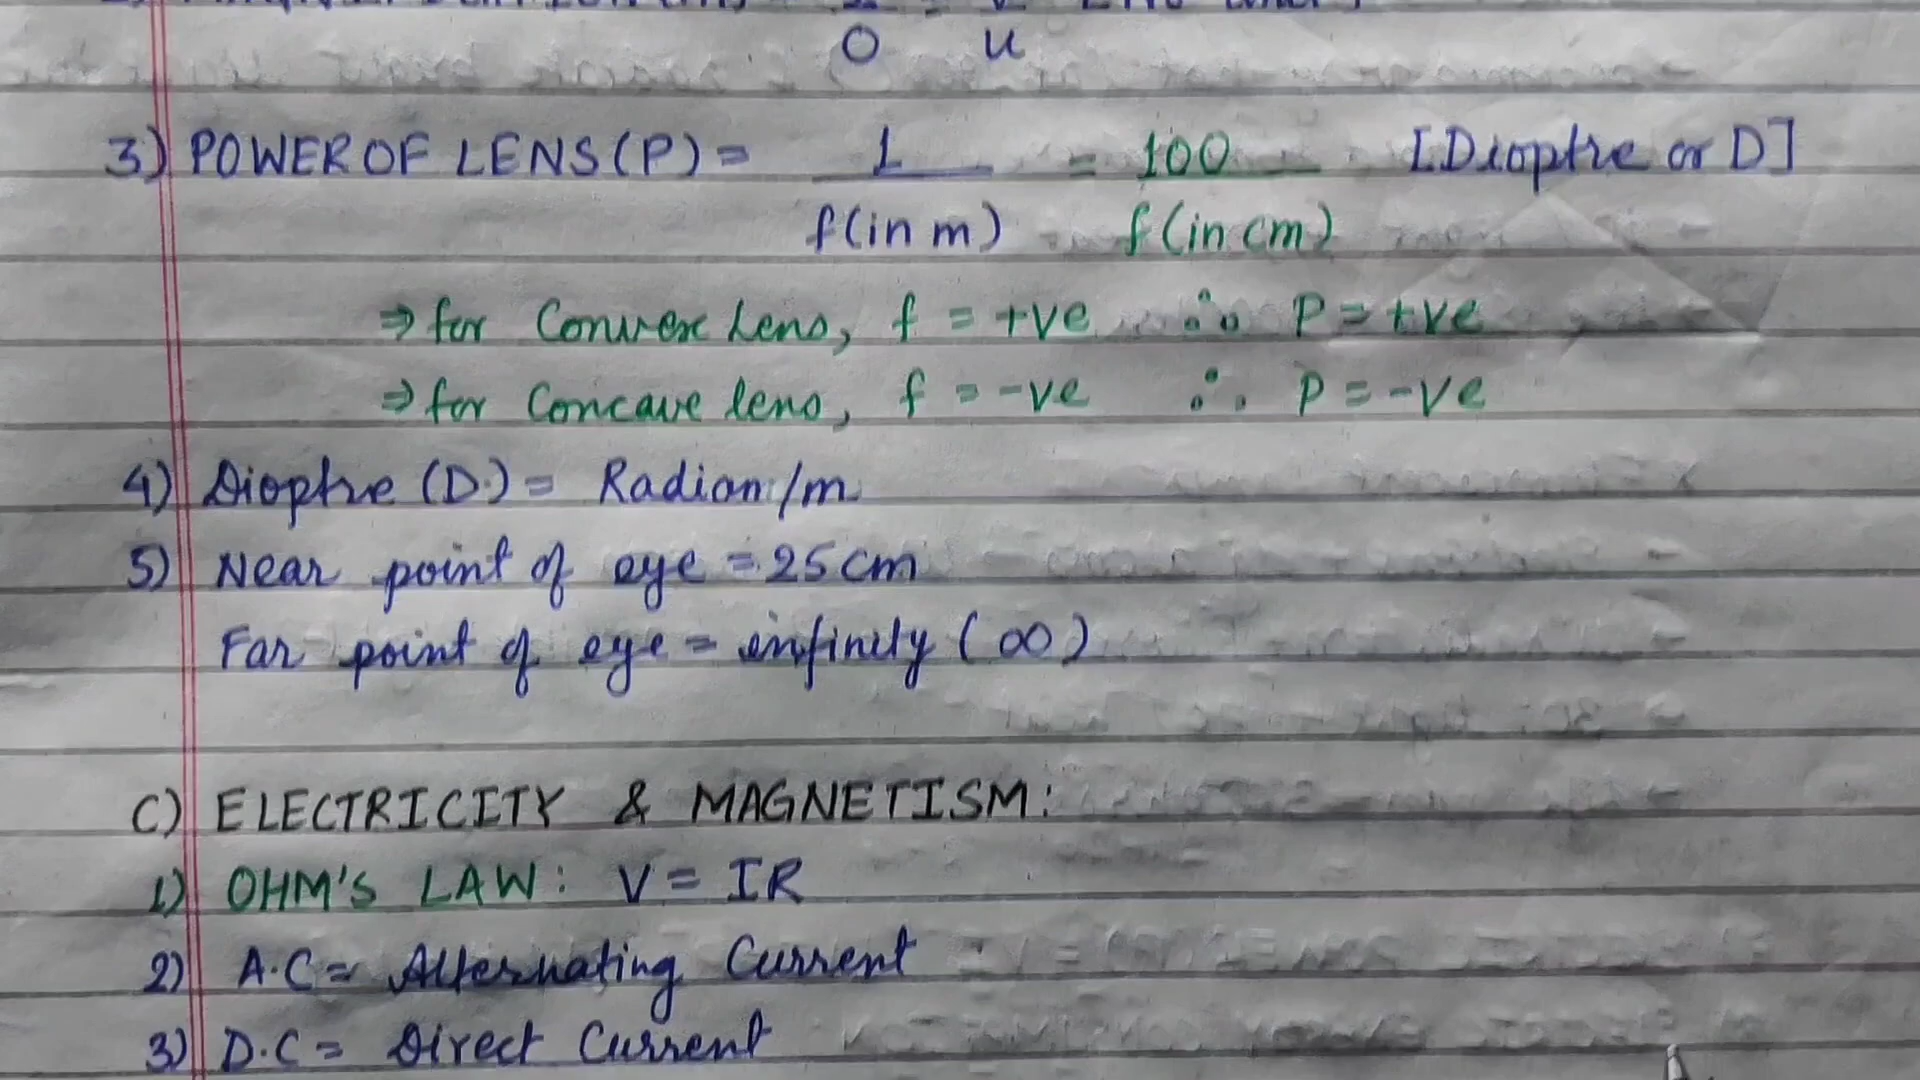 O u
3) POWER OF LENS (P) = 1 = 100 [Dioptre or D]
f(in m) f(in cm)
⇒ for Convex Lens, f = +ve ∴ P = +ve
⇒ for Concave lens, f = -ve ∴ P = -ve
4) Dioptre (D.) = Radian/m
5) Near point of eye = 25cm
Far point of eye = infinity (∞)
C) ELECTRICITY & MAGNETISM:
1) OHM'S LAW: V = IR
2) A.C = Alternating Current
3) D.C = Direct Current